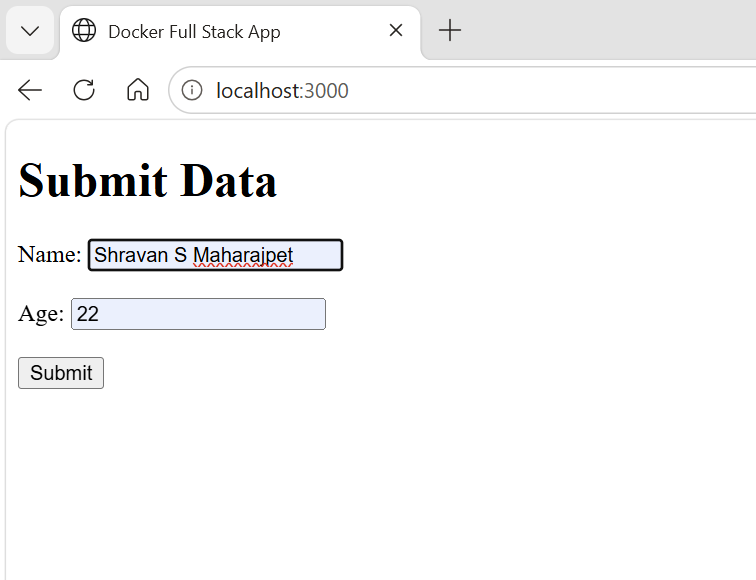 Docker Full Stack App
localhost:3000
Submit Data
Name: Shravan S Maharajpet
Age: 22
Submit